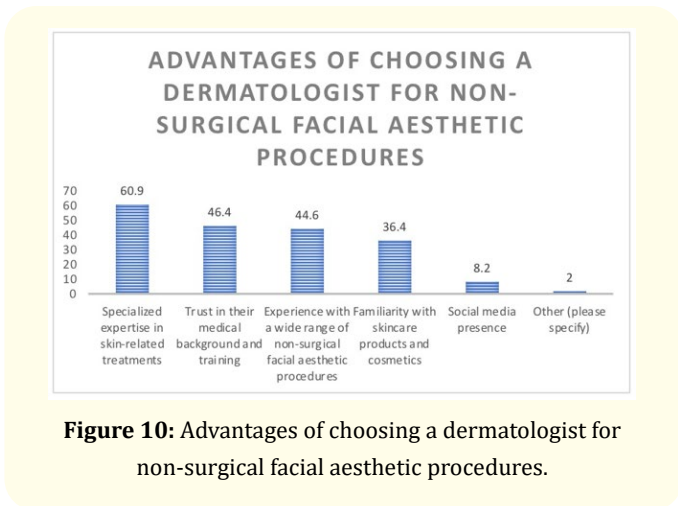 ADVANTAGES OF CHOOSING A
DERMATOLOGIST FOR NON-
SURGICAL FACIAL AESTHETIC
PROCEDURES
70
60
50
40
30
20
10
0
60.9
46.4
44.6
36.4
8.2
2
Specialized
expertise in
skin-related
treatments
Trust in their
medical
background and
training
Experience with
a wide range of
non-surgical
facial aesthetic
procedures
Familiarity with
skincare
products and
cosmetics
Social media
presence
Other (please
specify)
Figure 10: Advantages of choosing a dermatologist for
non-surgical facial aesthetic procedures.